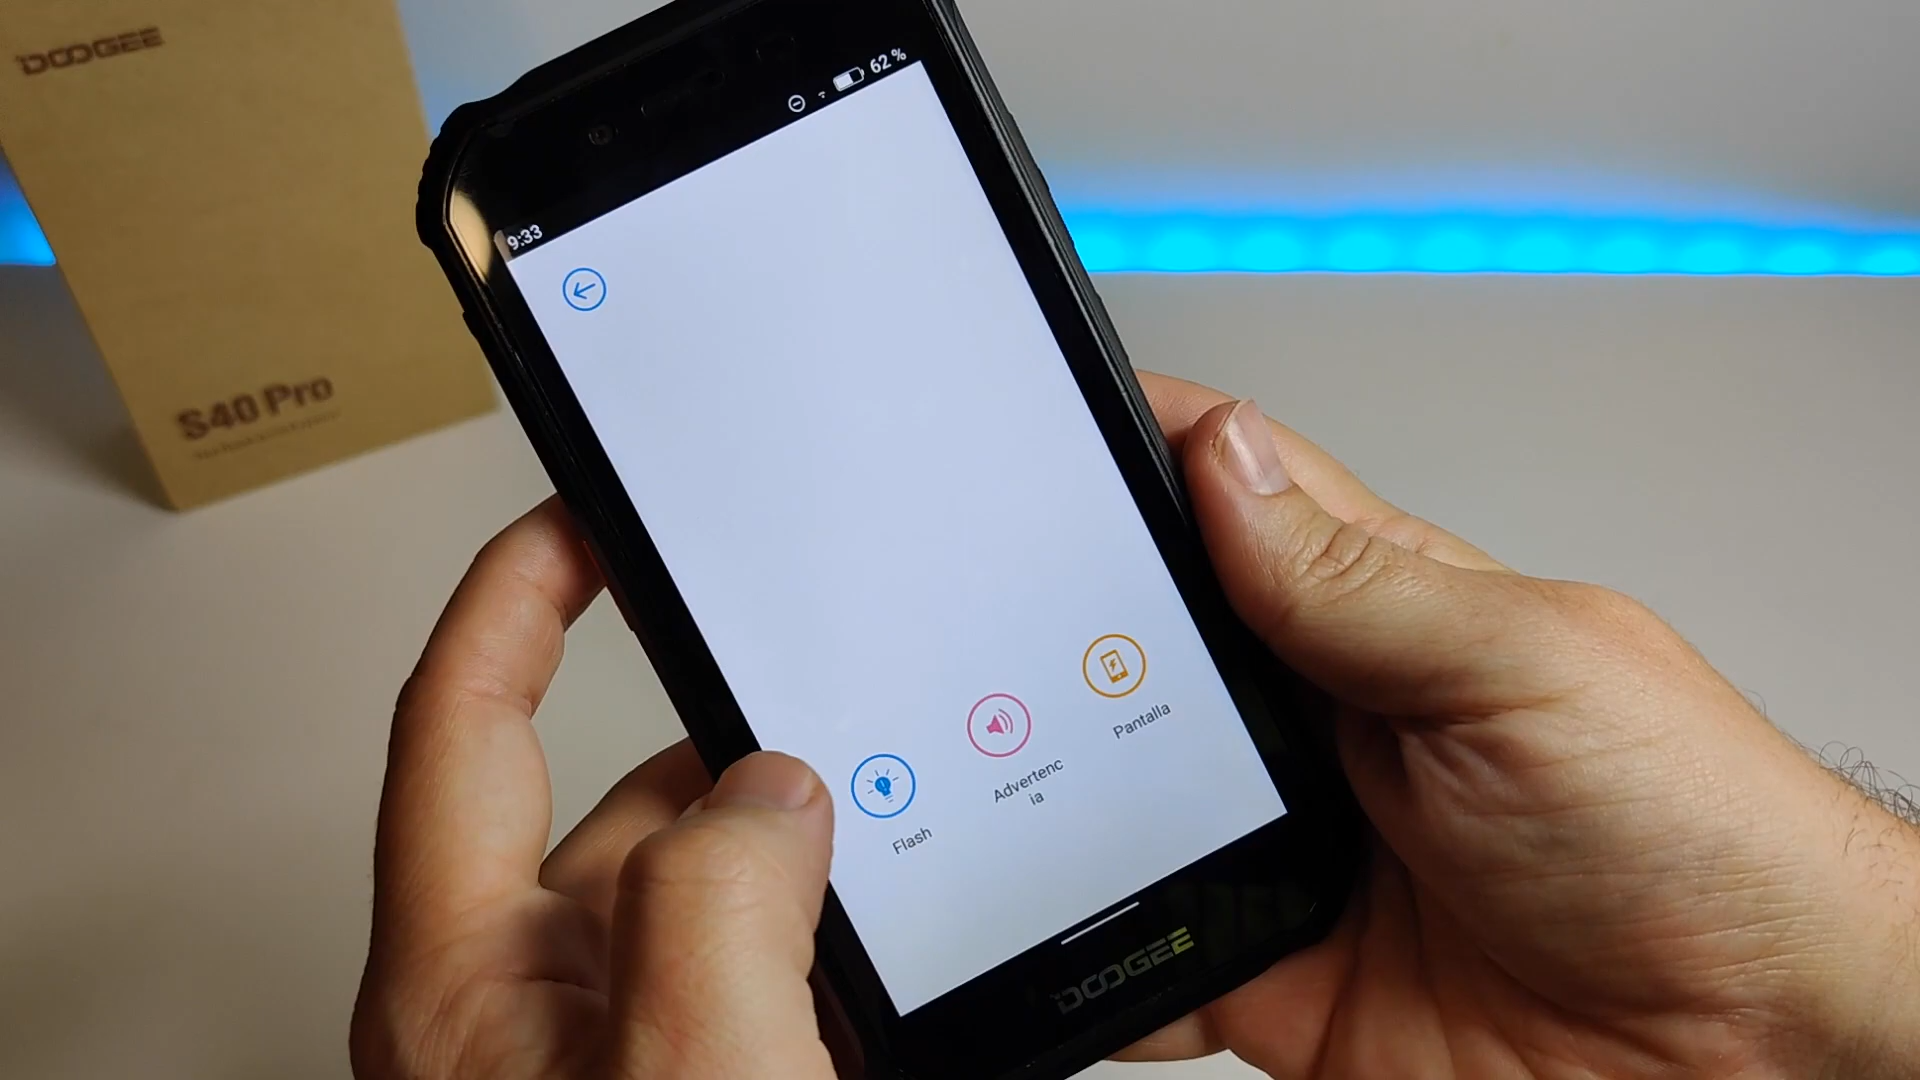 DOOGEE
S40 Pro
9:33
62 %
Flash
Advertenc
ia
Pantalla
DOOGEE